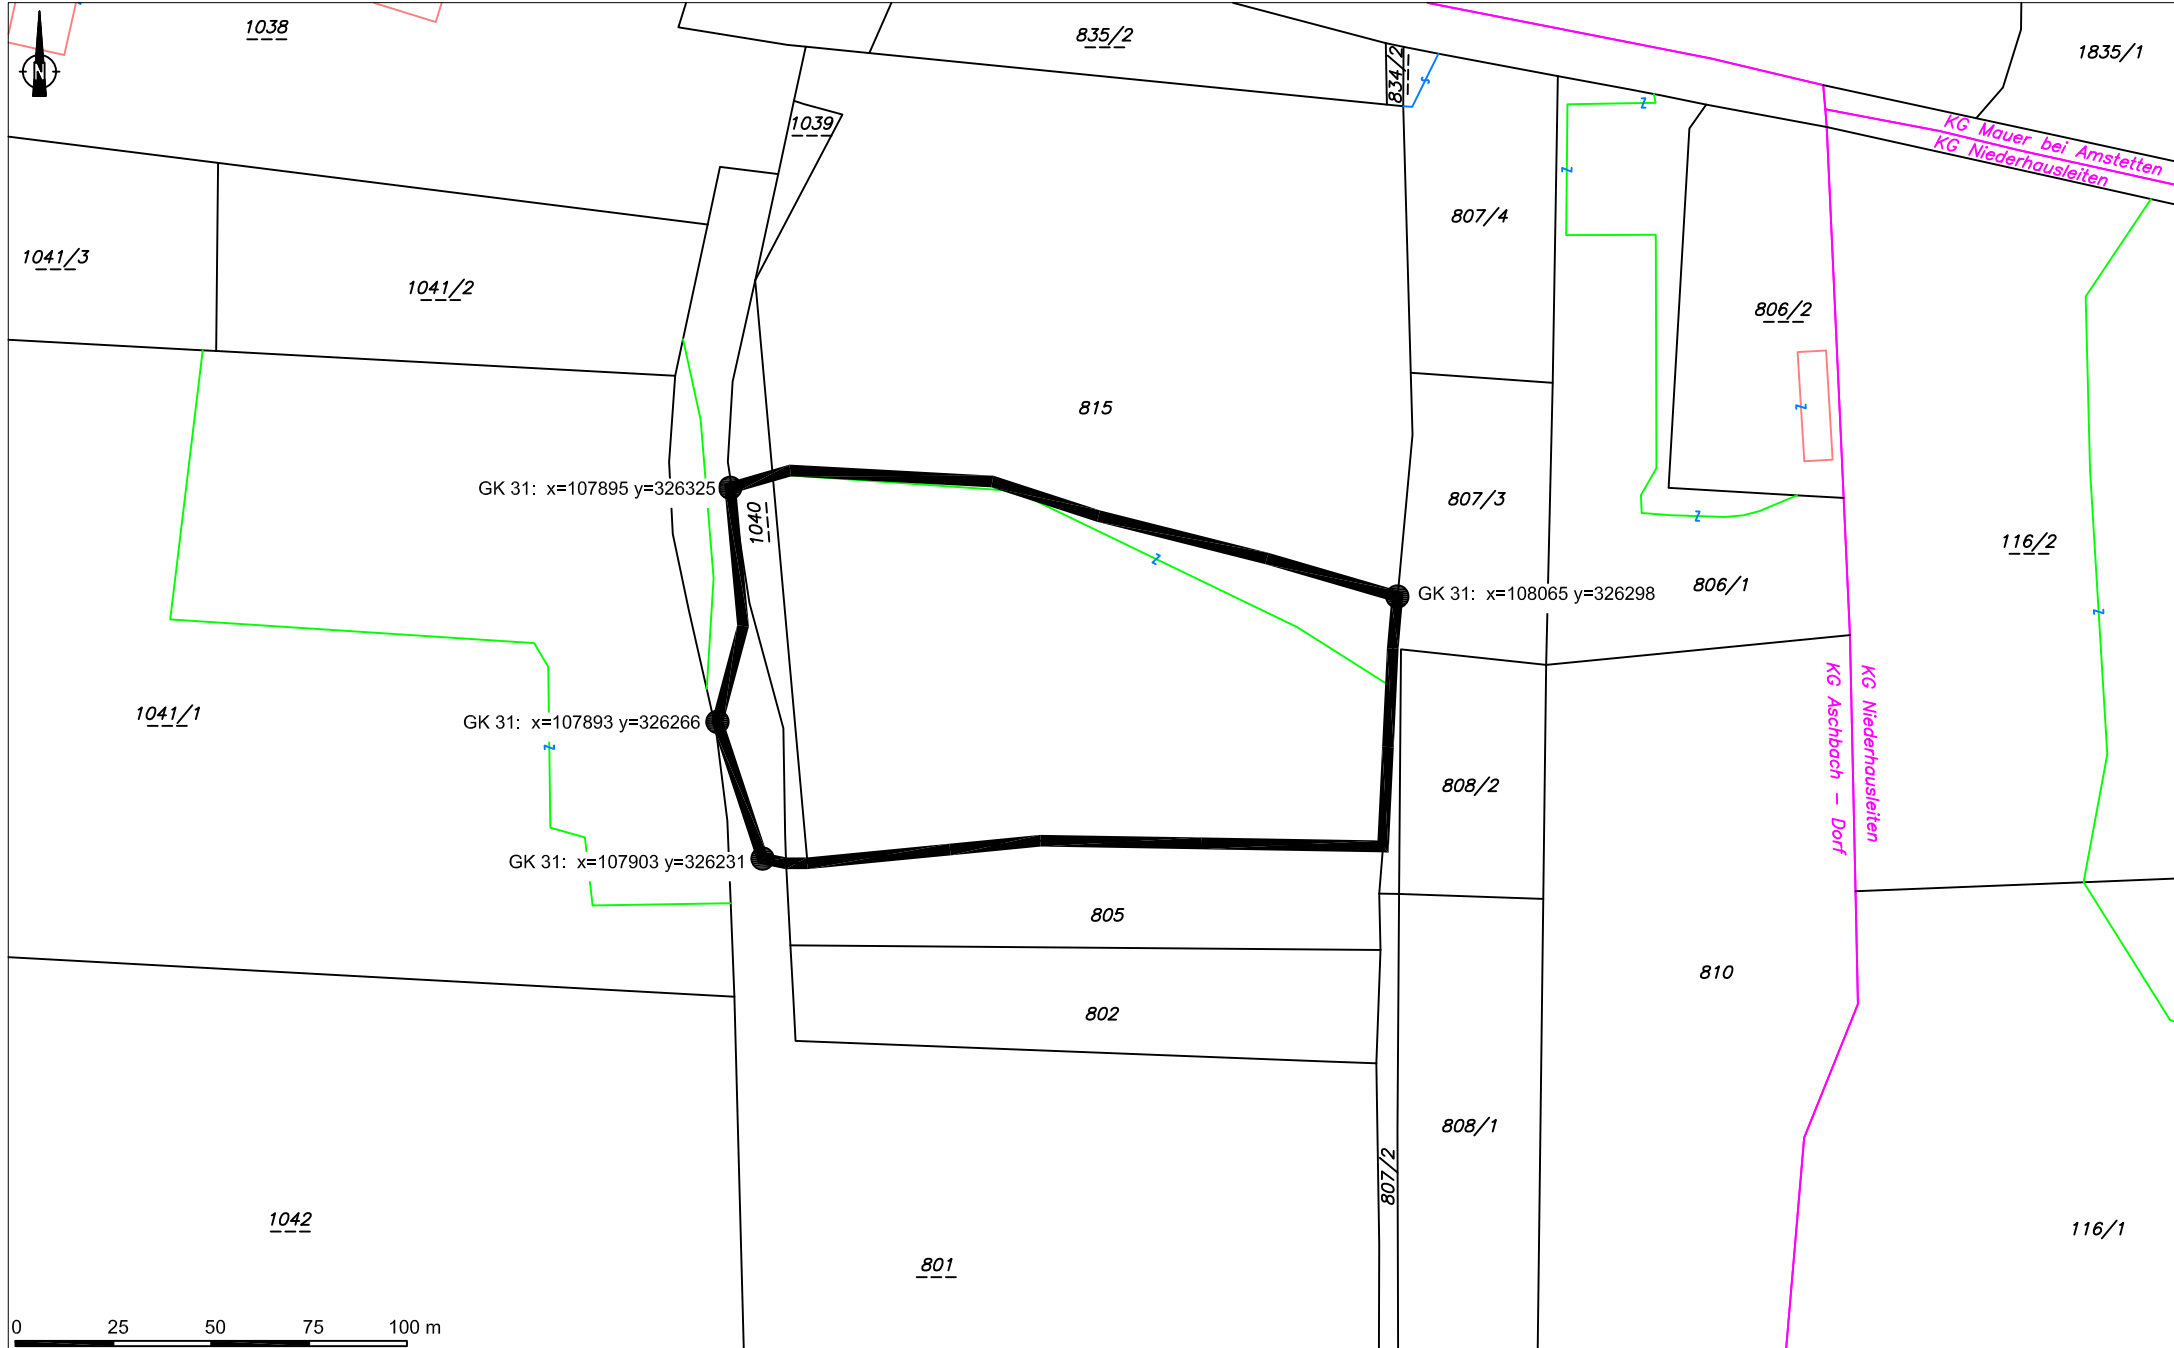 1038
835/2
834/2
1835/1
N
1039
KG Mauer bei Amstetten
KG Niederhausleiten
807/4
1041/3
1041/2
806/2
815
GK 31: x=107895 y=326325
1040
807/3
116/2
GK 31: x=108065 y=326298
806/1
1041/1
GK 31: x=107893 y=326266
KG Niederhausleiten
KG Aschbach - Dorf
808/2
GK 31: x=107903 y=326231
805
810
802
808/1
807/2
1042
116/1
801
0 25 50 75 100 m